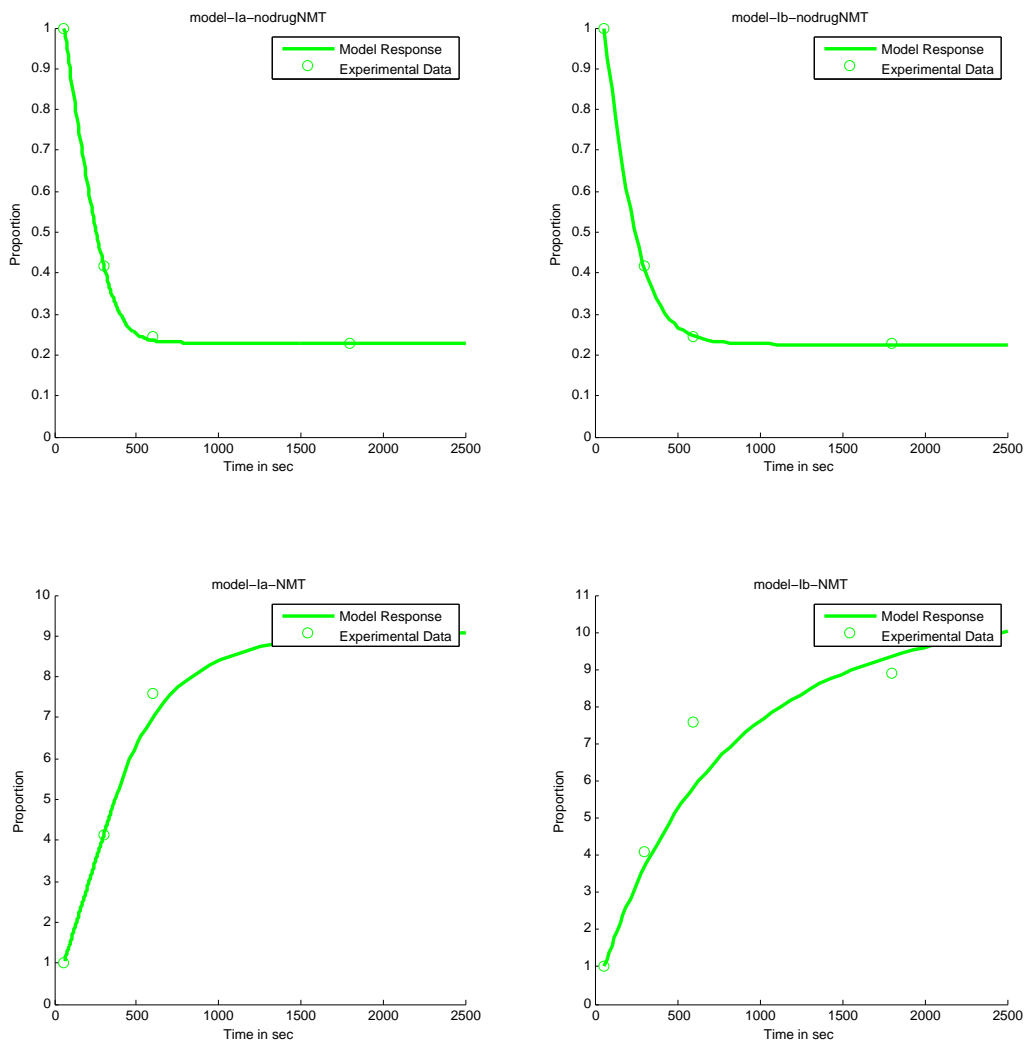 model-Ia-nodrugNMT
Model Response
Experimental Data
Proportion
1
0.9
0.8
0.7
0.6
0.5
0.4
0.3
0.2
0.1
0
0 500 1000 1500 2000 2500
Time in sec
model-Ib-nodrugNMT
Model Response
Experimental Data
Proportion
1
0.9
0.8
0.7
0.6
0.5
0.4
0.3
0.2
0.1
0
0 500 1000 1500 2000 2500
Time in sec
model-Ia-NMT
Model Response
Experimental Data
Proportion
10
9
8
7
6
5
4
3
2
1
0
0 500 1000 1500 2000 2500
Time in sec
model-Ib-NMT
Model Response
Experimental Data
Proportion
11
10
9
8
7
6
5
4
3
2
1
0
0 500 1000 1500 2000 2500
Time in sec